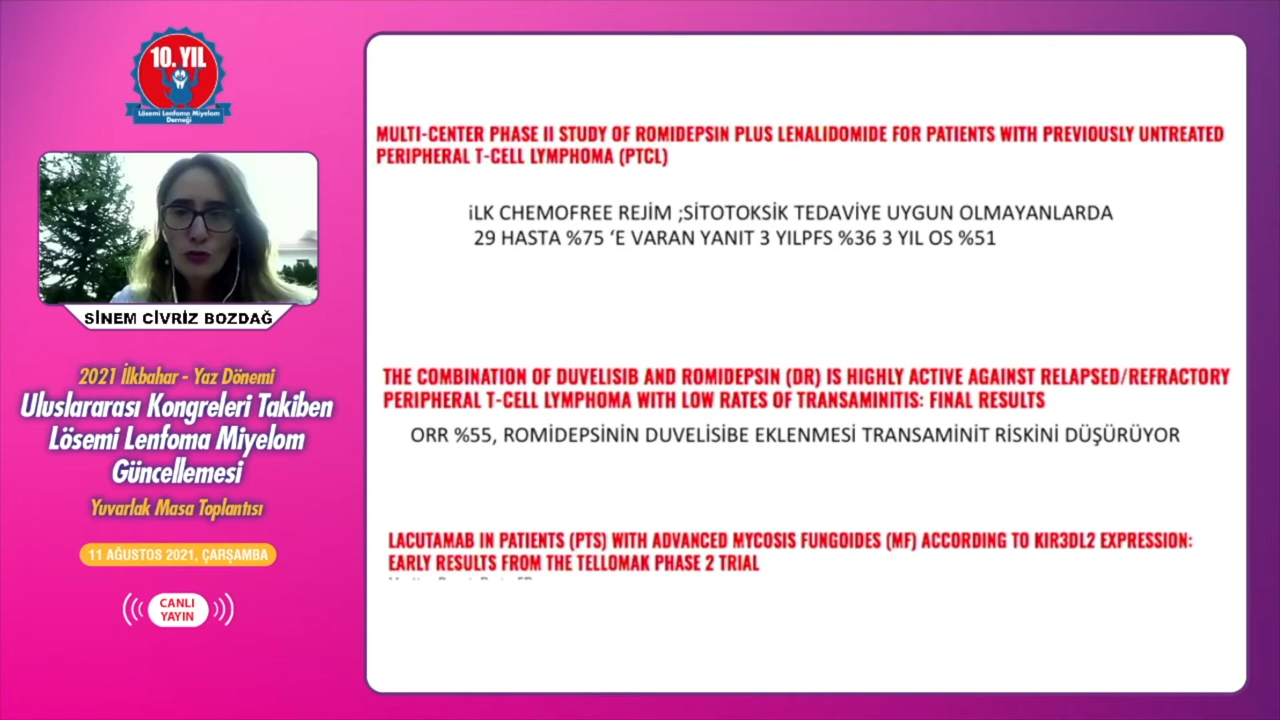 10. YIL
Lösemi Lenfoma Miyelom
Derneği
SİNEM CİVRİZ BOZDAĞ
2021 İlkbahar - Yaz Dönemi
Uluslararası Kongreleri Takiben
Lösemi Lenfoma Miyelom
Güncellemesi
Yuvarlak Masa Toplantısı
11 AĞUSTOS 2021, ÇARŞAMBA
CANLI
YAYIN
MULTI-CENTER PHASE II STUDY OF ROMIDEPSIN PLUS LENALIDOMIDE FOR PATIENTS WITH PREVIOUSLY UNTREATED
PERIPHERAL T-CELL LYMPHOMA (PTCL)
iLK CHEMOFREE REJİM ;SİTOTOKSİK TEDAVİYE UYGUN OLMAYANLARDA
29 HASTA %75 ‘E VARAN YANIT 3 YILPFS %36 3 YIL OS %51
THE COMBINATION OF DUVELISIB AND ROMIDEPSIN (DR) IS HIGHLY ACTIVE AGAINST RELAPSED/REFRACTORY
PERIPHERAL T-CELL LYMPHOMA WITH LOW RATES OF TRANSAMINITIS: FINAL RESULTS
ORR %55, ROMİDEPSİNİN DUVELİSİBE EKLENMESİ TRANSAMİNİT RİSKİNİ DÜŞÜRÜYOR
LACUTAMAB IN PATIENTS (PTS) WITH ADVANCED MYCOSIS FUNGOIDES (MF) ACCORDING TO KIR3DL2 EXPRESSION:
EARLY RESULTS FROM THE TELLOMAK PHASE 2 TRIAL